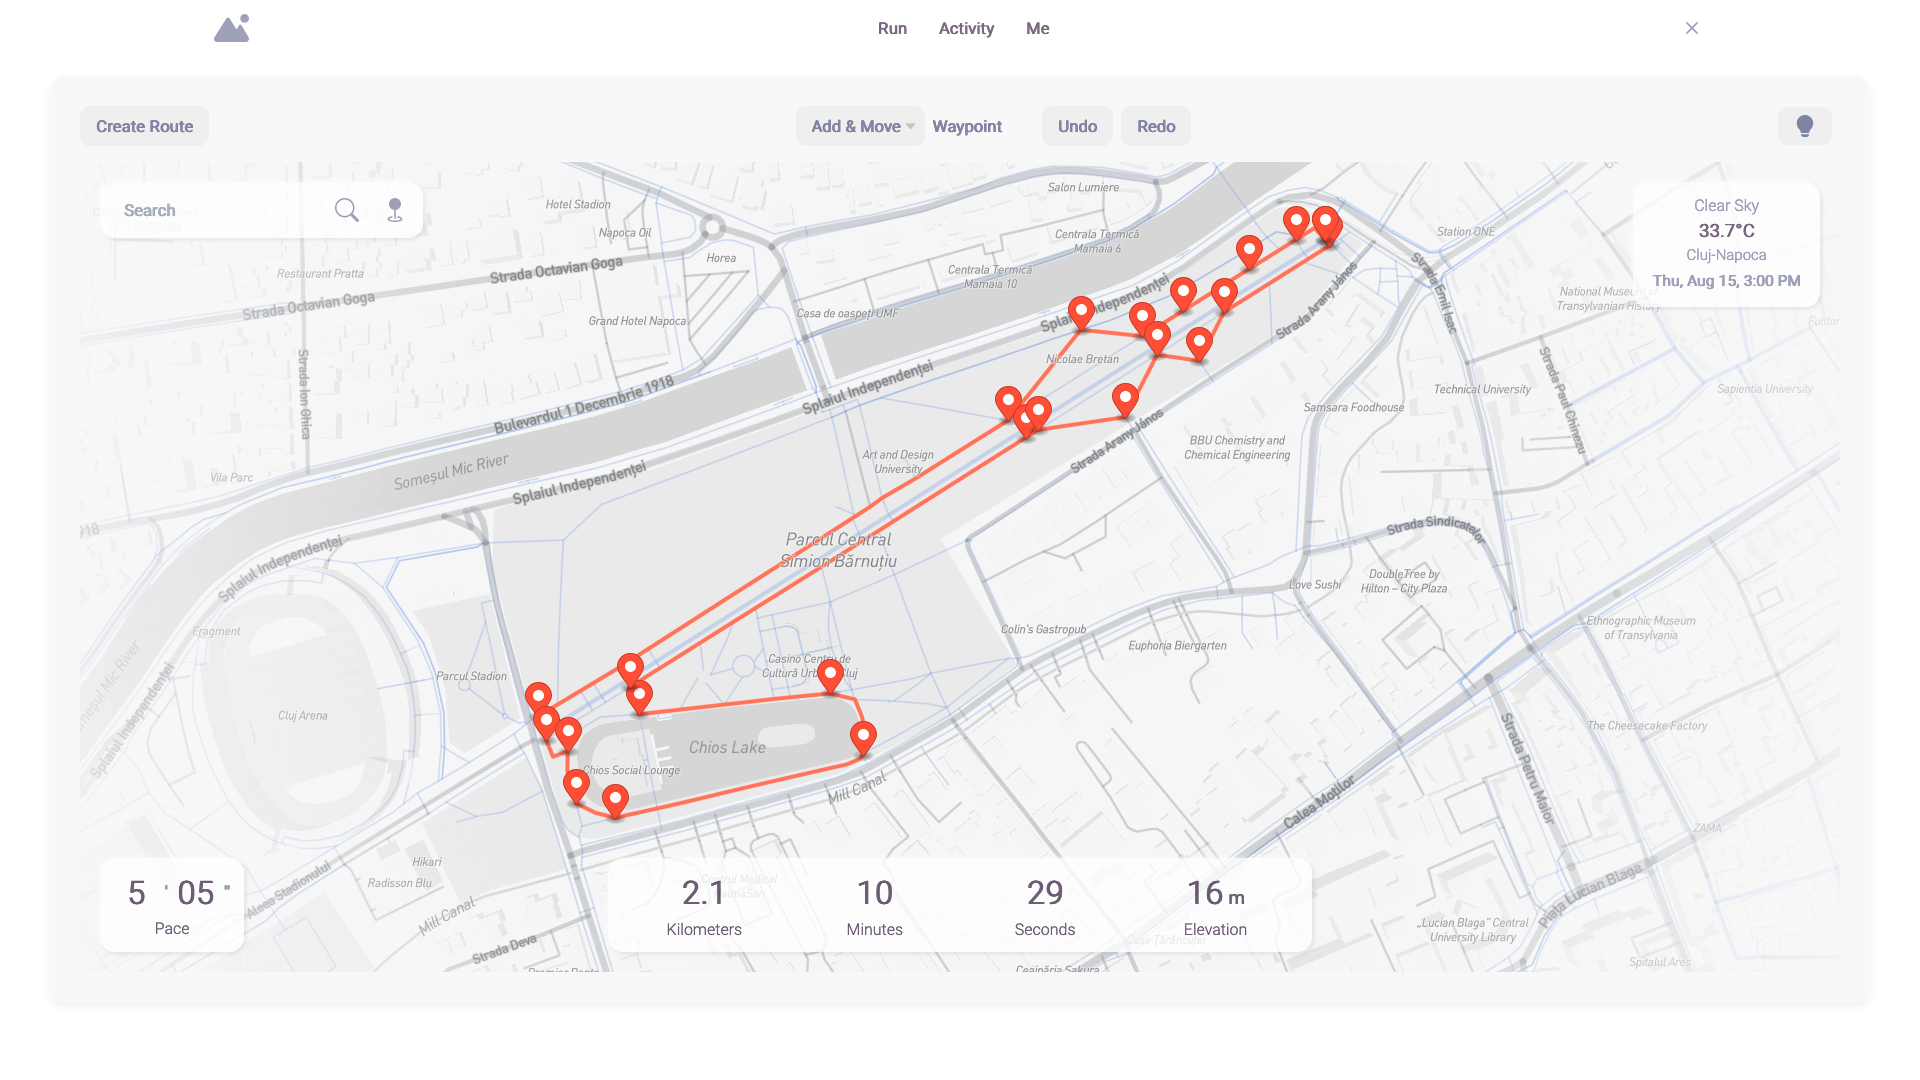 Run
Activity
Me
Create Route
Add & Move
Waypoint
Undo
Redo
Search
Clear Sky
33.7°C
Cluj-Napoca
Thu, Aug 15, 3:00 PM
Salon Lumiere
Hotel Stadion
Napoca Oil
Horea
Centrala Termică
Mamaia 6
Station ONE
Restaurant Pratta
Strada Octavian Goga
Strada Octavian Goga
Centrala Termică
Mamaia 10
Splaiul Independenței
Strada Arany János
Strada Emil Isac
National Museum of
Transylvanian History
Grand Hotel Napoca
Casa de oaspeți UMF
Nicolae Bretan
Strada Ion Ghica
Splaiul Independenței
Bulevardul 1 Decembrie 1918
Technical University
Strada Paul Chinezu
Sapientia University
Samsara Foodhouse
BBU Chemistry and
Chemical Engineering
Strada Arany János
Art and Design
University
Someșul Mic River
Vila Parc
Splaiul Independenței
918
Strada Sindicatelor
Parcul Central
Simion Bărnuțiu
Splaiul Independenței
Love Sushi
DoubleTree by
Hilton – City Plaza
Fragment
Colin's Gastropub
Euphoria Biergarten
Ethnographic Museum
of Transylvania
Casino Centru de
Parcul Stadion
Cluj Arena
Splaiul Independenței
Chios Lake
Chios Social Lounge
Mill Canal
The Cheesecake Factory
Strada Petru Maior
Calea Moților
ZAMA
Hikari
Radisson Blu
Aleea Stadionului
Mill Canal
Strada Deva
Piața Lucian Blaga
„Lucian Blaga” Central
University Library
Spitalul Ares
Casa Tărăncuței
Ceainăria Sakura
5 ' 05 "
Pace
2.1
Kilometers
10
Minutes
29
Seconds
16 m
Elevation